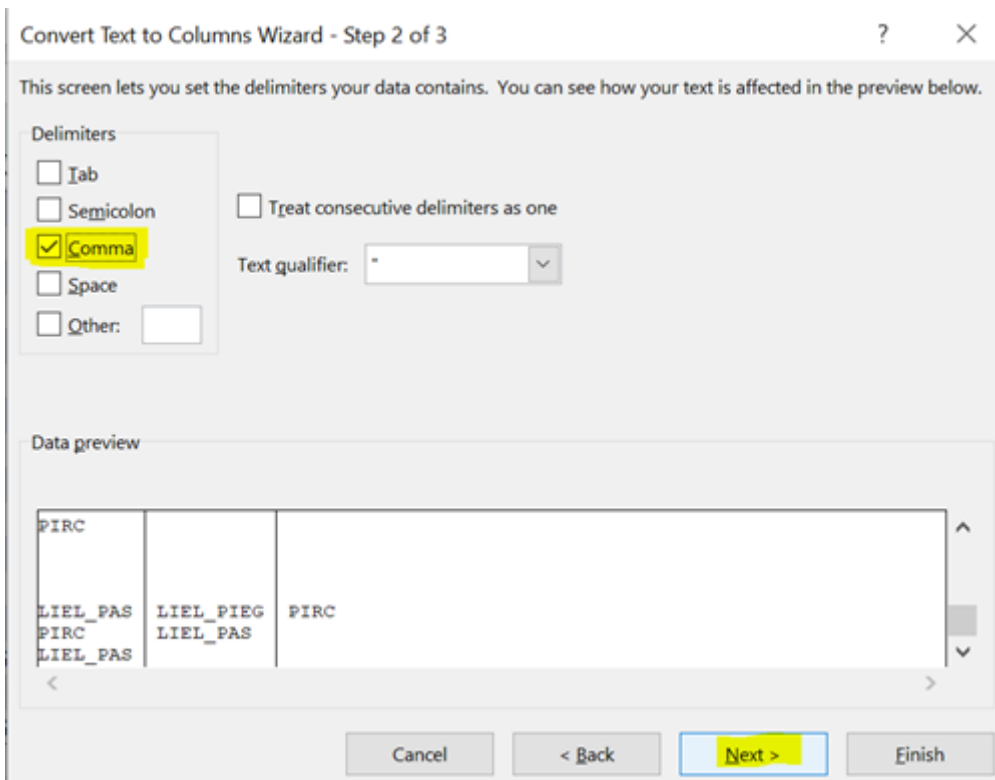 Convert Text to Columns Wizard - Step 2 of 3
?
This screen lets you set the delimiters your data contains. You can see how your text is affected in the preview below.
Delimiters
Tab
Semicolon
Treat consecutive delimiters as one
Comma
Text qualifier: "
Space
Other:
Data preview
PIRC
LIEL_PAS LIEL_PIEG PIRC
PIRC LIEL_PAS
LIEL_PAS
Cancel < Back Next > Finish